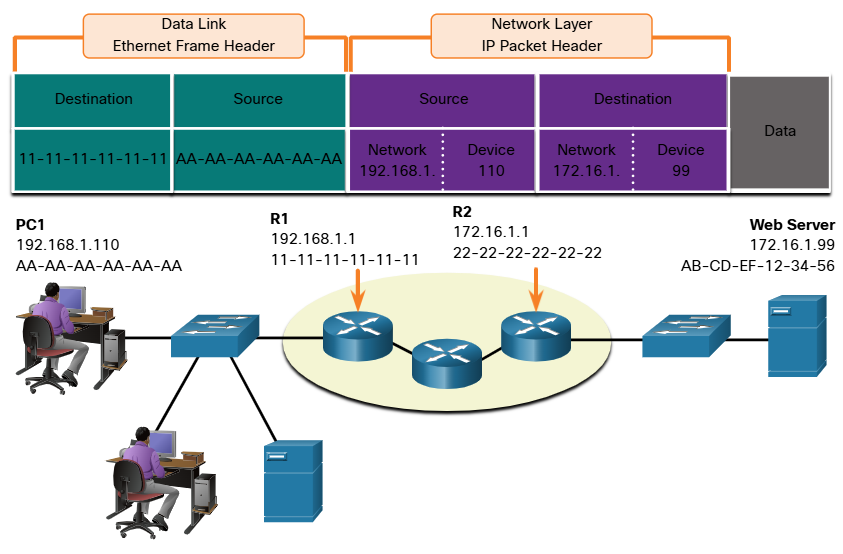 Data Link
Ethernet Frame Header
Network Layer
IP Packet Header
Destination
Source
Source
Destination
Data
11-11-11-11-11-11
AA-AA-AA-AA-AA-AA
Network
192.168.1.
Device
110
Network
172.16.1.
Device
99
PC1
192.168.1.110
AA-AA-AA-AA-AA-AA
R1
192.168.1.1
11-11-11-11-11-11
R2
172.16.1.1
22-22-22-22-22-22
Web Server
172.16.1.99
AB-CD-EF-12-34-56